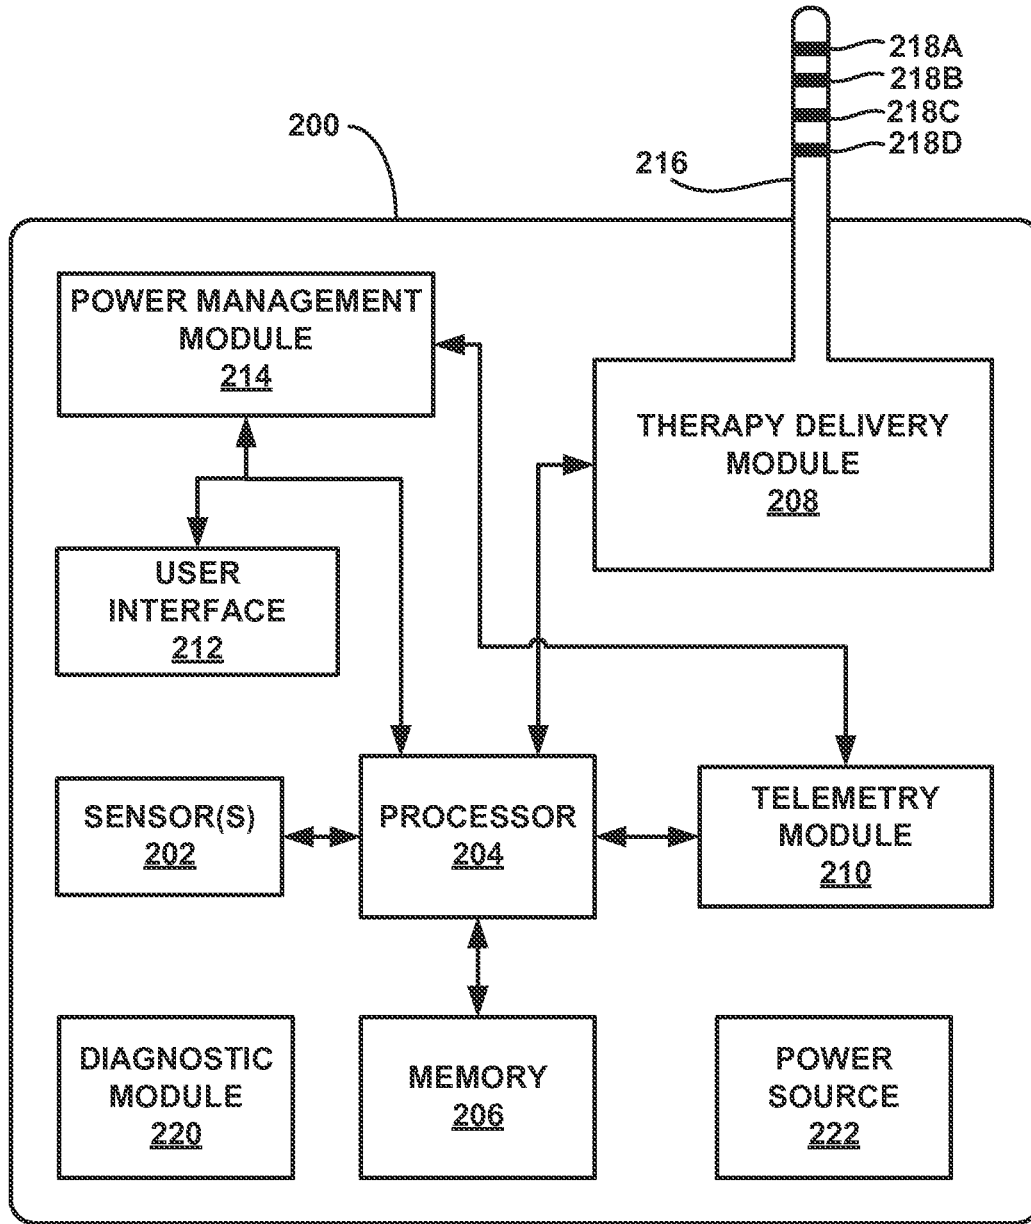 218A
218B
218C
218D
200
216
POWER MANAGEMENT
MODULE
214
THERAPY DELIVERY
MODULE
208
USER
INTERFACE
212
SENSOR(S)
202
PROCESSOR
204
TELEMETRY
MODULE
210
DIAGNOSTIC
MODULE
220
MEMORY
206
POWER
SOURCE
222